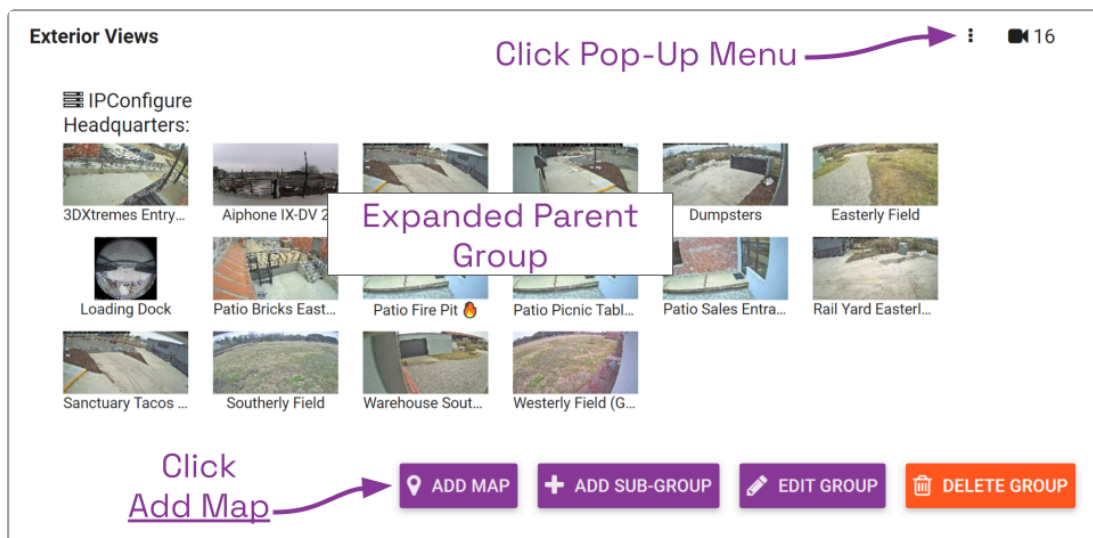 Exterior Views
Click Pop-Up Menu
16
IPConfigure
Headquarters:
3DXtremes Entry...
Aiphone IX-DV 2
Dumpsters
Easterly Field
Expanded Parent
Group
Loading Dock
Patio Bricks East...
Patio Fire Pit 🔥
Patio Picnic Tabl...
Patio Sales Entra...
Rail Yard Easterl...
Sanctuary Tacos ...
Southerly Field
Warehouse Sout...
Westerly Field (G...
Click
Add Map
ADD MAP
ADD SUB-GROUP
EDIT GROUP
DELETE GROUP